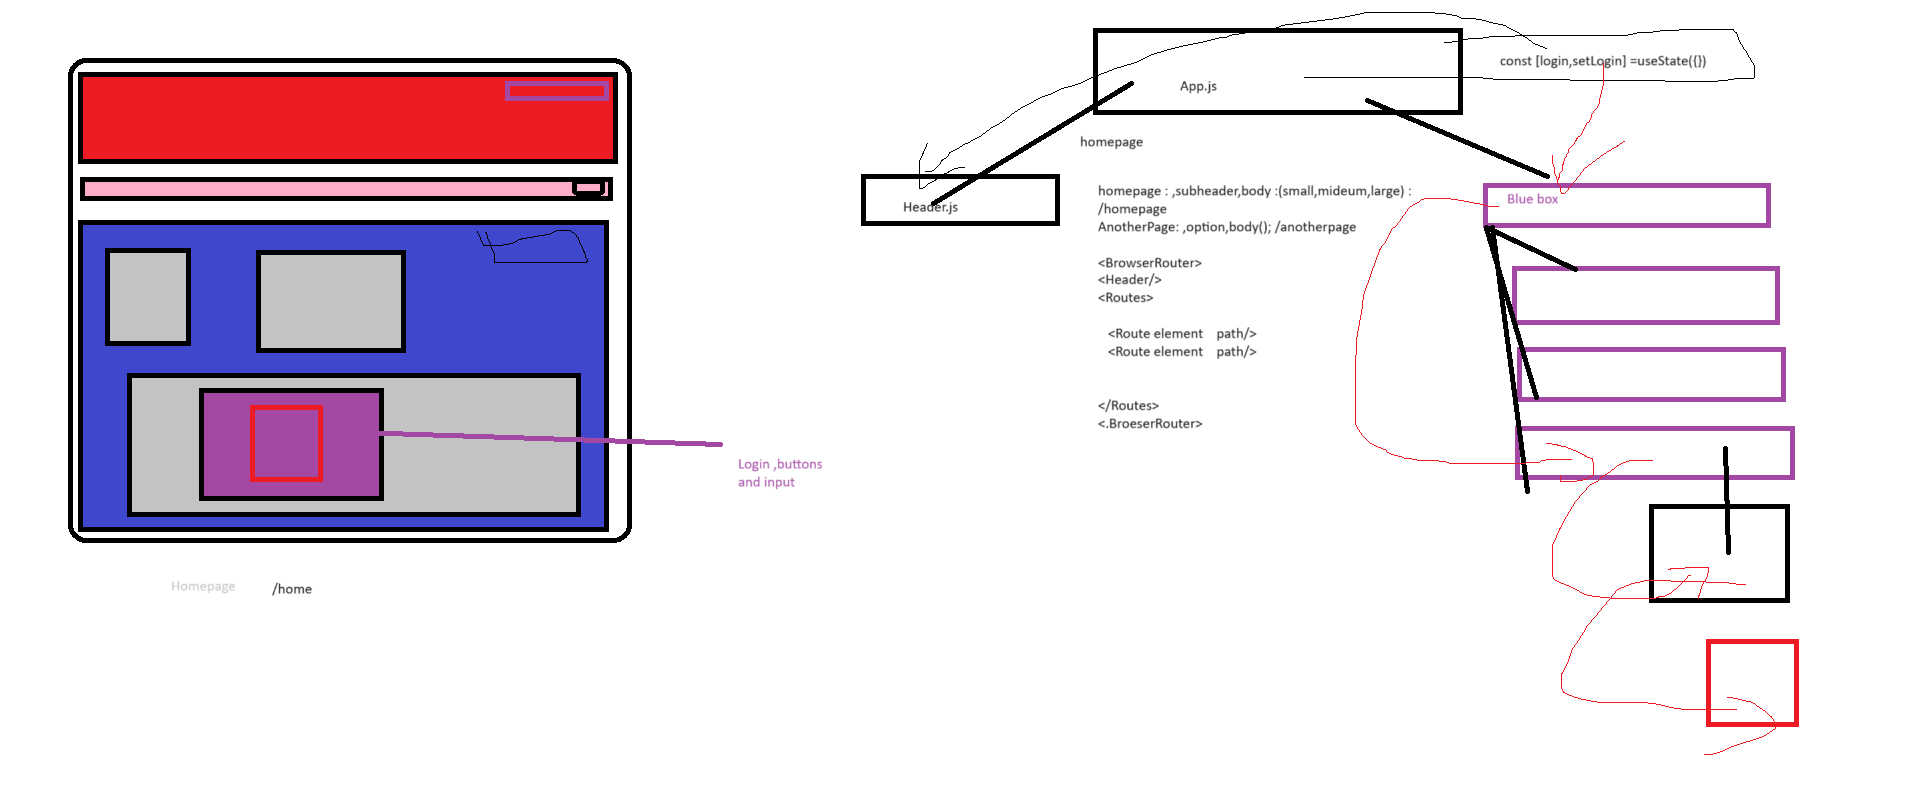 const [login,setLogin] =useState({})
App.js
homepage
Header.js
homepage : ,subheader,body :(small,mideum,large) :
/homepage
AnotherPage: ,option,body(); /anotherpage
<BrowserRouter>
<Header/>
<Routes>
<Route element    path/>
<Route element    path/>
</Routes>
<.BroeserRouter>
Blue box
Login ,buttons
and input
Homepage
/home